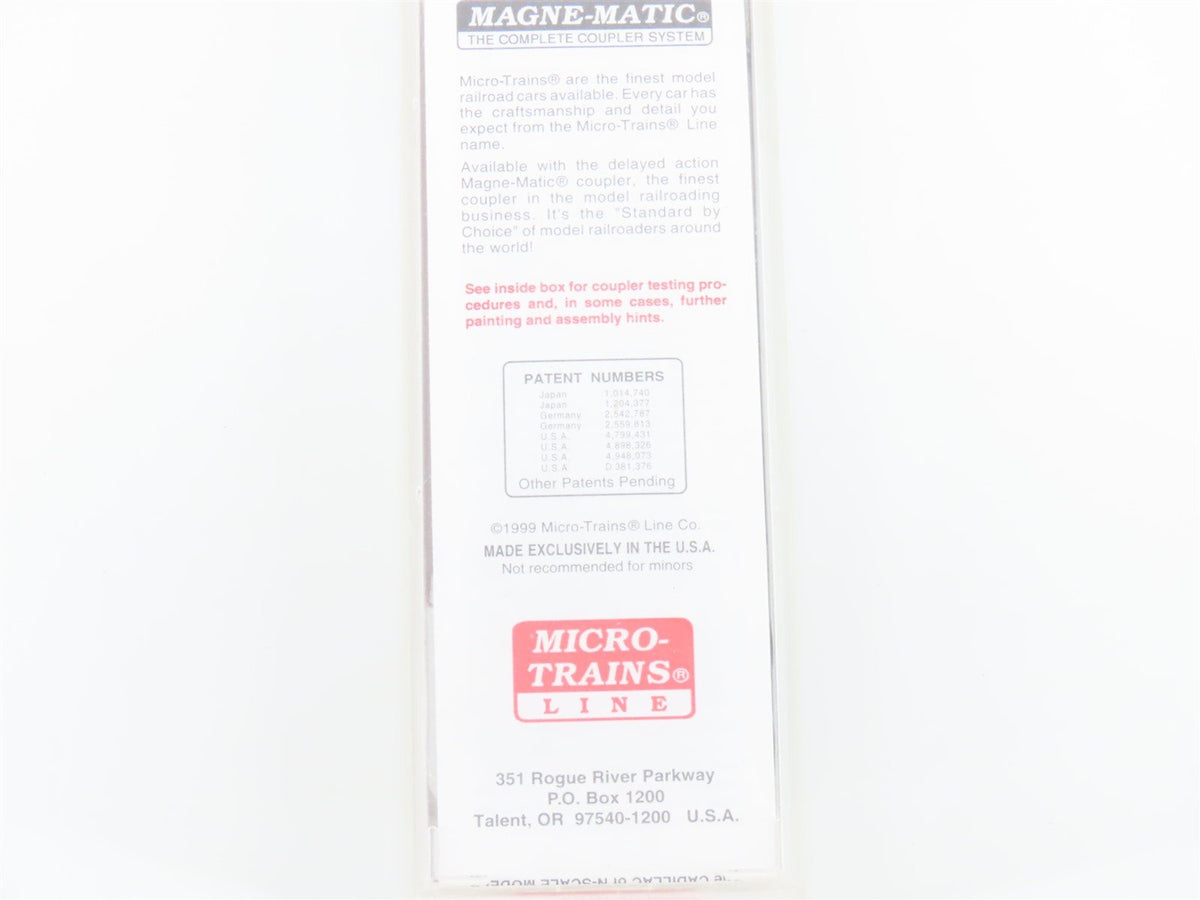 MAGNE-MATIC®
THE COMPLETE COUPLER SYSTEM
Micro-Trains® are the finest model
railroad cars available. Every car has
the craftsmanship and detail you
expect from the Micro-Trains® Line
name.
Available with the delayed action
Magne-Matic® coupler, the finest
coupler in the model railroading
business. It's the "Standard by
Choice" of model railroaders around
the world!
See inside box for coupler testing pro-
cedures and, in some cases, further
painting and assembly hints.
PATENT NUMBERS
Japan 1,014,740
Japan 1,204,377
Germany 2,542,787
Germany 2,559,813
U.S.A. 4,799,431
U.S.A. 4,898,326
U.S.A. 4,948,073
U.S.A D 381,376
Other Patents Pending
©1999 Micro-Trains® Line Co.
MADE EXCLUSIVELY IN THE U.S.A.
Not recommended for minors
MICRO-
TRAINS®
LINE
351 Rogue River Parkway
P.O. Box 1200
Talent, OR 97540-1200 U.S.A.